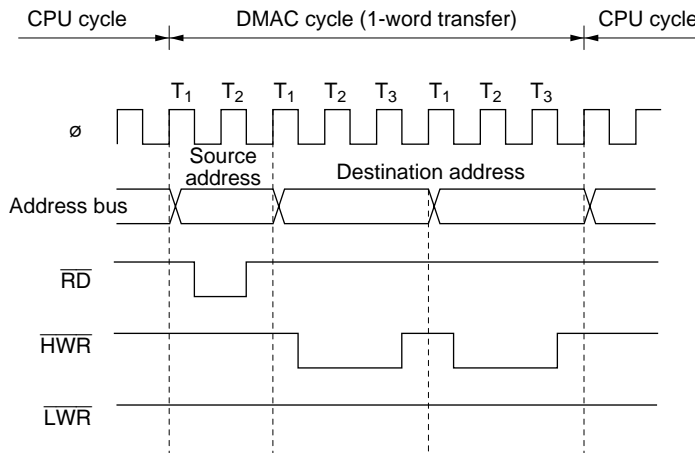 CPU cycle DMAC cycle (1-word transfer) CPU cycle
T1 T2 T1 T2 T3 T1 T2 T3
ø
Source address
Destination address
Address bus
RD
HWR
LWR